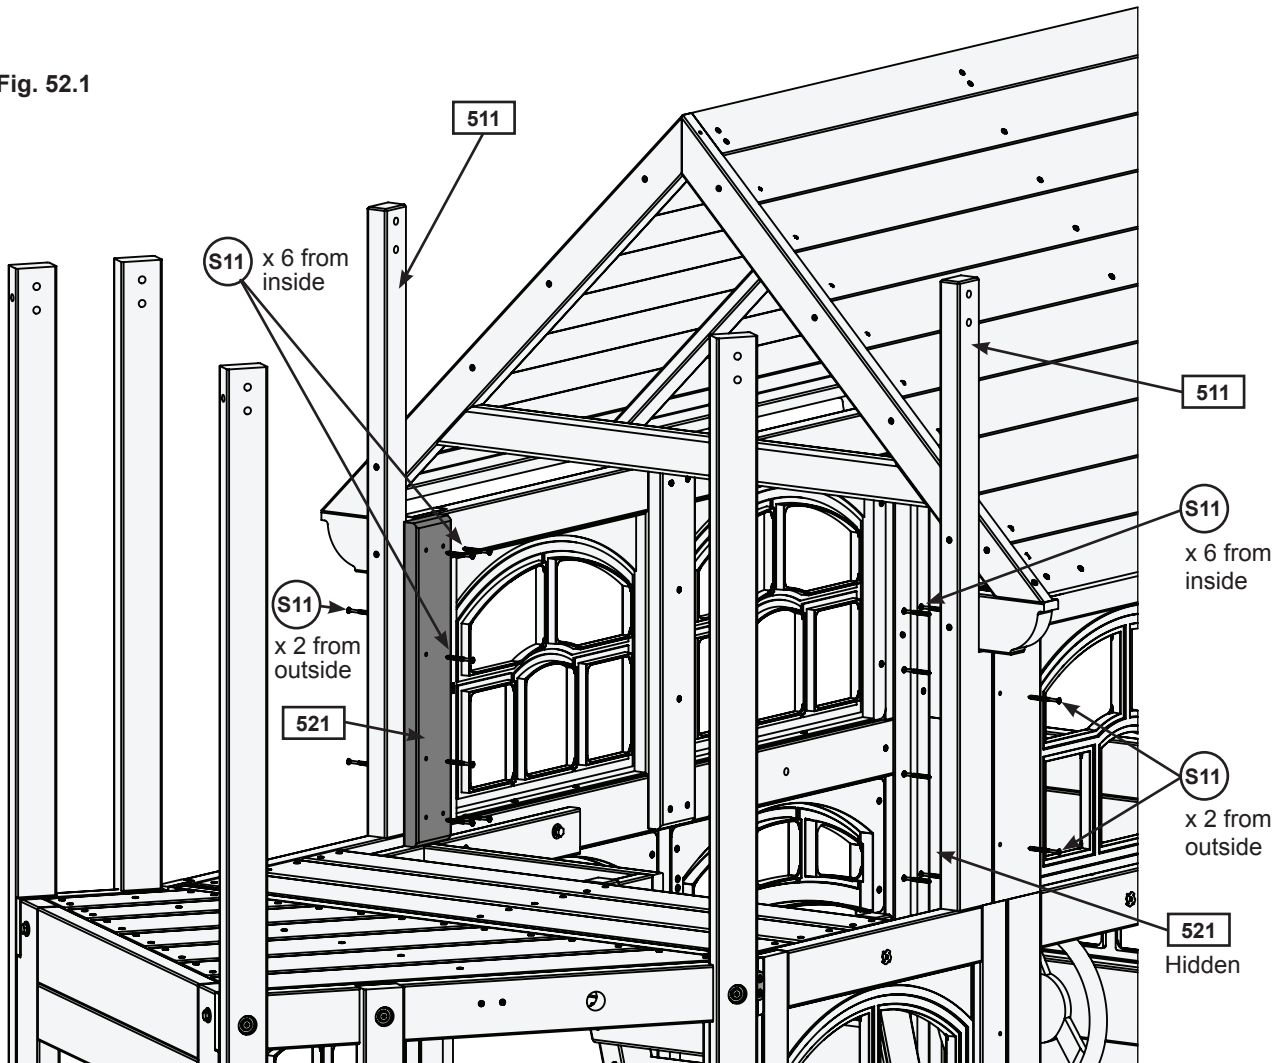 Fig. 52.1
511
S11
x 6 from
inside
511
S11
x 6 from
inside
S11
x 2 from
outside
521
S11
x 2 from
outside
521
Hidden